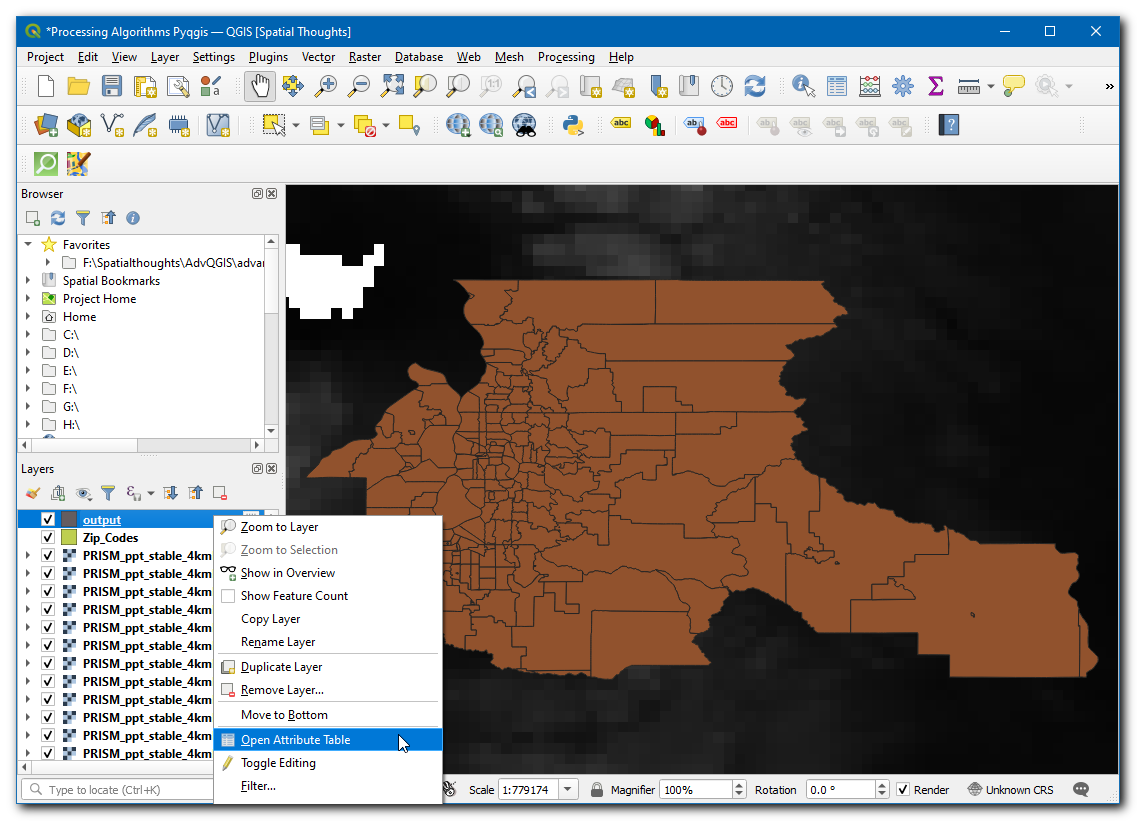 *Processing Algorithms Pyqgis — QGIS [Spatial Thoughts]
Project Edit View Layer Settings Plugins Vector Raster Database Web Mesh Processing Help
Browser
Favorites
F:\Spatialthoughts\AdvQGIS\advar
Spatial Bookmarks
Project Home
Home
C:\
D:\
E:\
F:\
G:\
H:\
Layers
output
Zip_Codes
PRISM_ppt_stable_4km
PRISM_ppt_stable_4km
PRISM_ppt_stable_4km
PRISM_ppt_stable_4km
PRISM_ppt_stable_4km
PRISM_ppt_stable_4km
PRISM_ppt_stable_4km
PRISM_ppt_stable_4km
PRISM_ppt_stable_4km
PRISM_ppt_stable_4km
PRISM_ppt_stable_4km
PRISM_ppt_stable_4km
Zoom to Layer
Zoom to Selection
Show in Overview
Show Feature Count
Copy Layer
Rename Layer
Duplicate Layer
Remove Layer...
Move to Bottom
Open Attribute Table
Toggle Editing
Filter...
Type to locate (Ctrl+K)
Scale 1:779174 Magnifier 100% Rotation 0.0 ° Render Unknown CRS